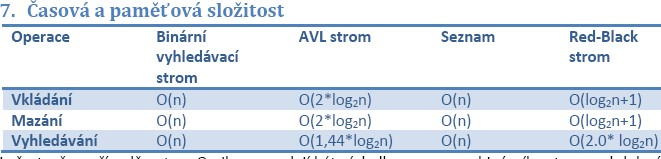 7. Časová a paměťová složitost
Operace Binární vyhledávací strom AVL strom Seznam Red-Black strom
Vkládání O(n) O(2*log₂n) O(n) O(log₂n+1)
Mazání O(n) O(2*log₂n) O(n) O(log₂n+1)
Vyhledávání O(n) O(1,44*log₂n) O(n) O(2.0* log₂n)